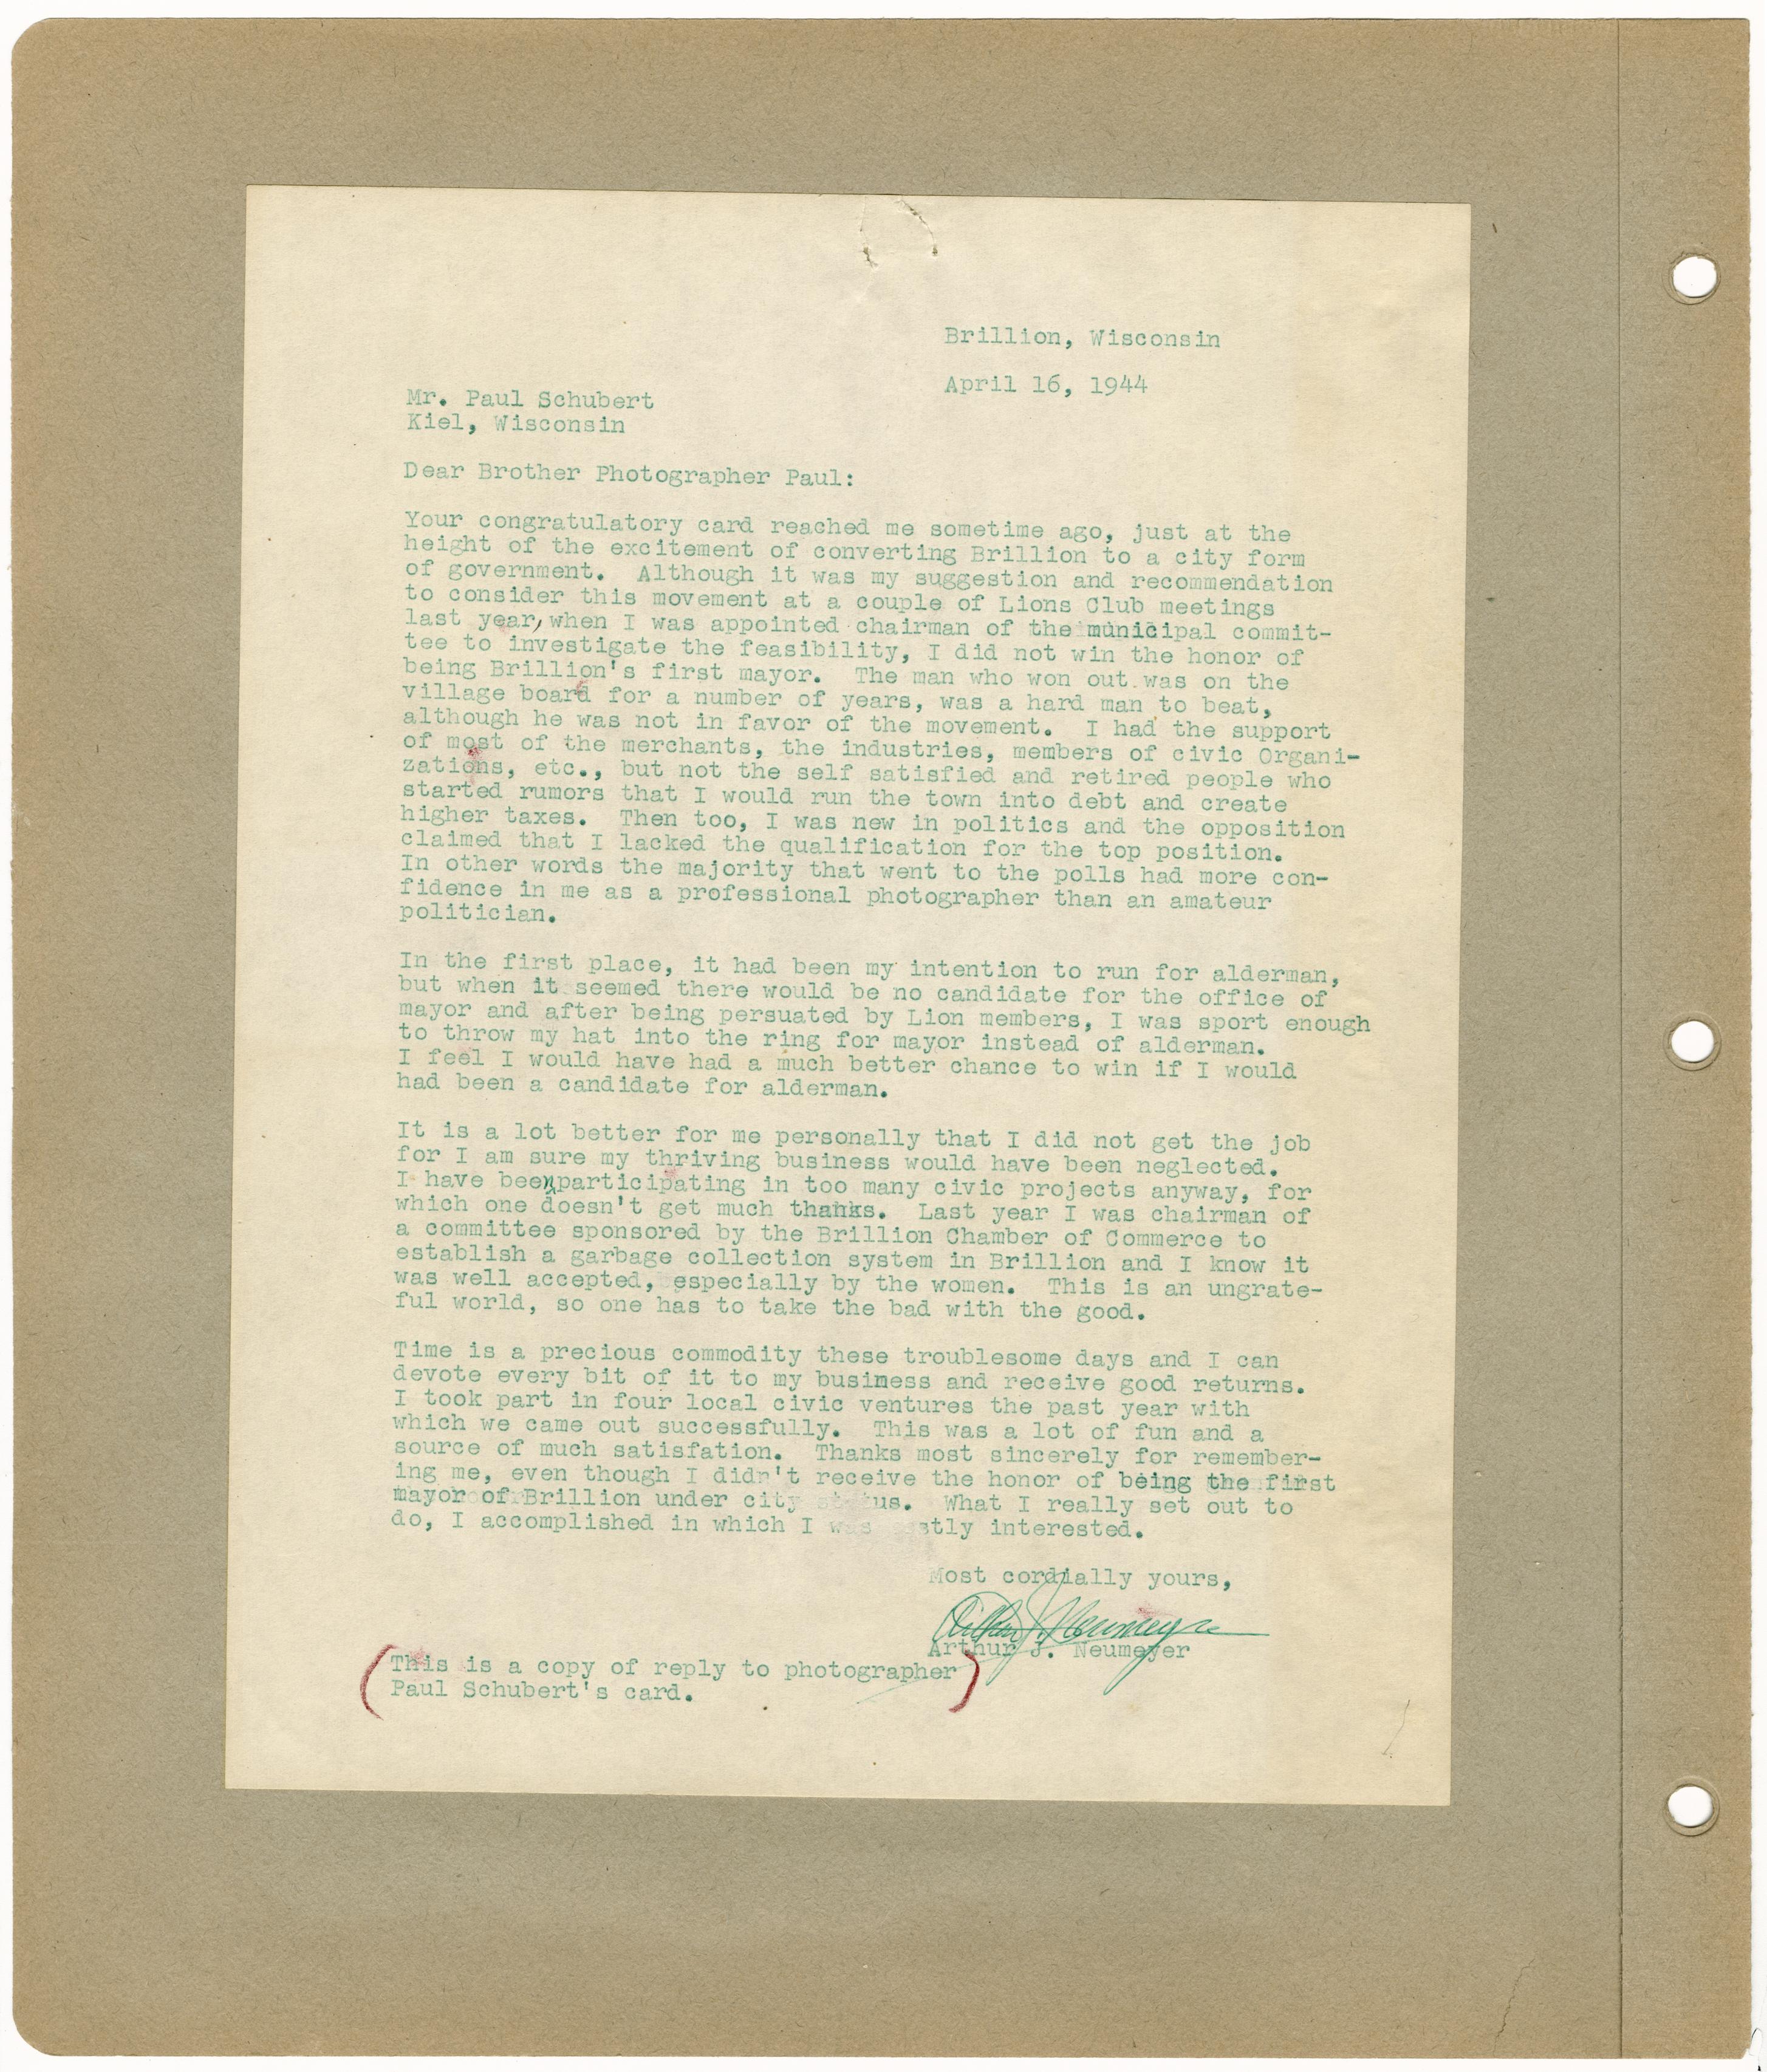 Brillion, Wisconsin
April 16, 1944
Mr. Paul Schubert
Kiel, Wisconsin
Dear Brother Photographer Paul:
Your congratulatory card reached me sometime ago, just at the
height of the excitement of converting Brillion to a city form
of government. Although it was my suggestion and recommendation
to consider this movement at a couple of Lions Club meetings
last year, when I was appointed chairman of the municipal commit-
tee to investigate the feasibility, I did not win the honor of
being Brillion's first mayor. The man who won out was on the
village board for a number of years, was a hard man to beat,
although he was not in favor of the movement. I had the support
of most of the merchants, the industries, members of civic Organi-
zations, etc., but not the self satisfied and retired people who
started rumors that I would run the town into debt and create
higher taxes. Then too, I was new in politics and the opposition
claimed that I lacked the qualification for the top position.
In other words the majority that went to the polls had more con-
fidence in me as a professional photographer than an amateur
politician.
In the first place, it had been my intention to run for alderman,
but when it seemed there would be no candidate for the office of
mayor and after being persuated by Lion members, I was sport enough
to throw my hat into the ring for mayor instead of alderman.
I feel I would have had a much better chance to win if I would
had been a candidate for alderman.
It is a lot better for me personally that I did not get the job
for I am sure my thriving business would have been neglected.
I have been participating in too many civic projects anyway, for
which one doesn't get much thanks. Last year I was chairman of
a committee sponsored by the Brillion Chamber of Commerce to
establish a garbage collection system in Brillion and I know it
was well accepted, especially by the women. This is an ungrate-
ful world, so one has to take the bad with the good.
Time is a precious commodity these troublesome days and I can
devote every bit of it to my business and receive good returns.
I took part in four local civic ventures the past year with
which we came out successfully. This was a lot of fun and a
source of much satisfation. Thanks most sincerely for remember-
ing me, even though I didn't receive the honor of being the first
mayor of Brillion under city status. What I really set out to
do, I accomplished in which I was interested.
Most cordially yours,
Arthur J. Neumeyer
Arthur J. Neumeyer
(This is a copy of reply to photographer
Paul Schubert's card.)